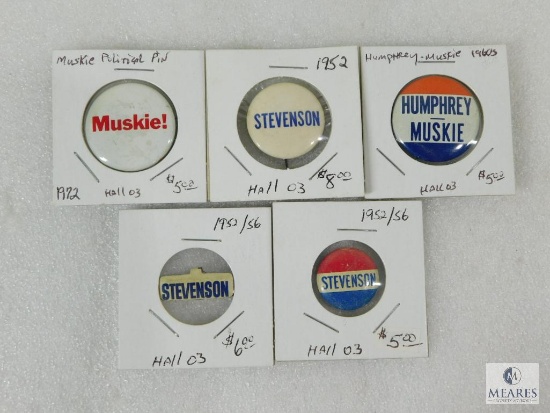 Muskie Political Pin
Muskie!
1972 Hall 03 $5.00
1952
STEVENSON
Hall 03 $8.00
Humphrey-Muskie 1960s
HUMPHREY
MUSKIE
Hall 03 $5.00
1952/56
STEVENSON
$6.00
Hall 03
1952/56
STEVENSON
$5.00
Hall 03
MEARES